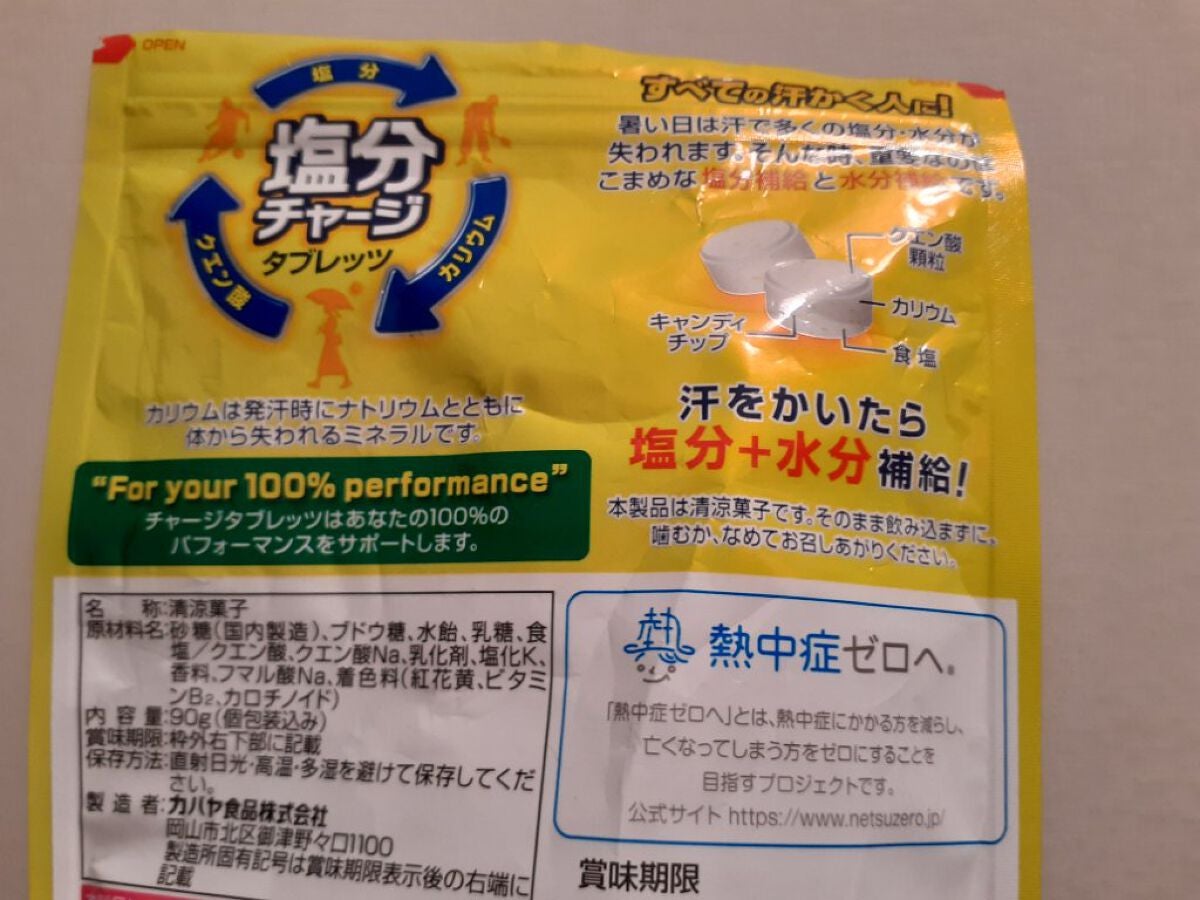 OPEN
塩分
塩分
チャージ
タブレッツ
カリウム
クエン酸
カリウムは発汗時にナトリウムとともに
体から失われるミネラルです。
“For your 100% performance”
チャージタブレッツはあなたの100%の
パフォーマンスをサポートします。
すべての汗かく人に!
暑い日は汗で多くの塩分・水分が
失われます。そんな時、重要なのは
こまめな塩分補給と水分補給です。
クエン酸
顆粒
カリウム
食塩
キャンディ
チップ
汗をかいたら
塩分+水分補給!
本製品は清涼菓子です。そのまま飲み込まずに、
噛むか、なめてお召しあがりください。
名称:清涼菓子
原材料名:砂糖(国内製造)、ブドウ糖、水飴、乳糖、食
塩/クエン酸、クエン酸Na、乳化剤、塩化K、
香料、フマル酸Na、着色料(紅花黄、ビタミ
ンB2、カロチノイド)
内容量:90g(個包装込み)
賞味期限:枠外右下部に記載
保存方法:直射日光・高温・多湿を避けて保存してくだ
さい。
製造者:カバヤ食品株式会社
岡山市北区御津野々口1100
製造所固有記号は賞味期限表示後の右端に
記載
熱
熱中症ゼロへ。
「熱中症ゼロへ」とは、熱中症にかかる方を減らし、
亡くなってしまう方をゼロにすることを
目指すプロジェクトです。
公式サイト https://www.netsuzero.jp/
賞味期限